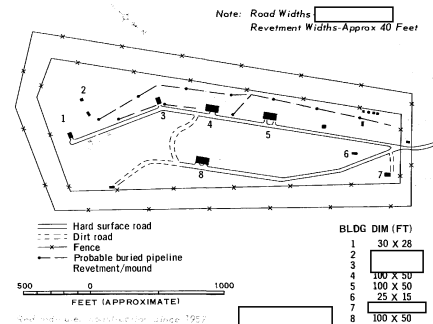 Note: Road Widths
Revetment Widths-Approx 40 Feet
1
2
3
4
5
6
7
8
Hard surface road
Dirt road
Fence
Probable buried pipeline
Revetment/mound
500 0 1000
FEET (APPROXIMATE)
BLDG DIM (FT)
1 30 X 28
2
3
4 100 X 50
5 100 X 50
6 25 X 15
7
8 100 X 50
since 1957